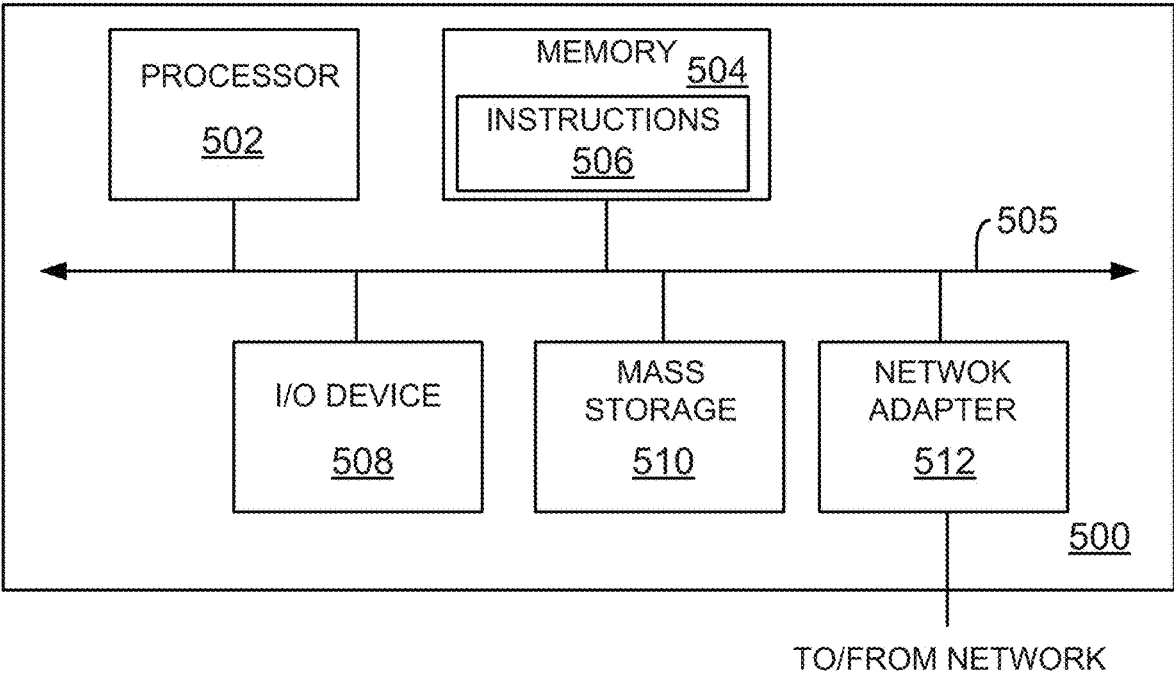 PROCESSOR
502
MEMORY
504
INSTRUCTIONS
506
505
I/O DEVICE
508
MASS
STORAGE
510
NETWOK
ADAPTER
512
500
TO/FROM NETWORK